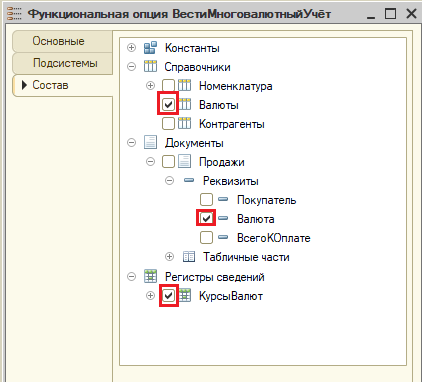 Функциональная опция ВестиМноговалютныйУчёт
Основные
Подсистемы
Состав
Константы
Справочники
Номенклатура
Валюты
Контрагенты
Документы
Продажи
Реквизиты
Покупатель
Валюта
ВсегоКОплате
Табличные части
Регистры сведений
КурсыВалют